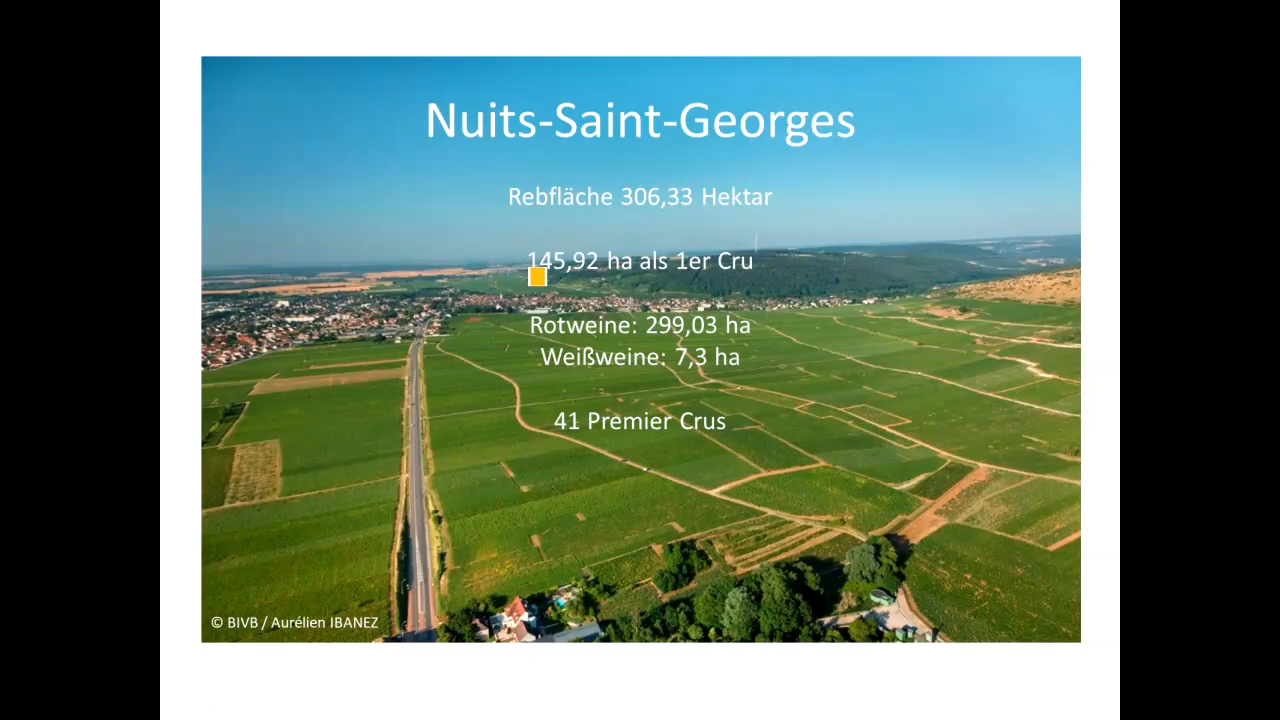 Nuits-Saint-Georges
Rebfläche 306,33 Hektar
145,92 ha als 1er Cru
Rotweine: 299,03 ha
Weißweine: 7,3 ha
41 Premier Crus
© BIVB / Aurélien IBANEZ